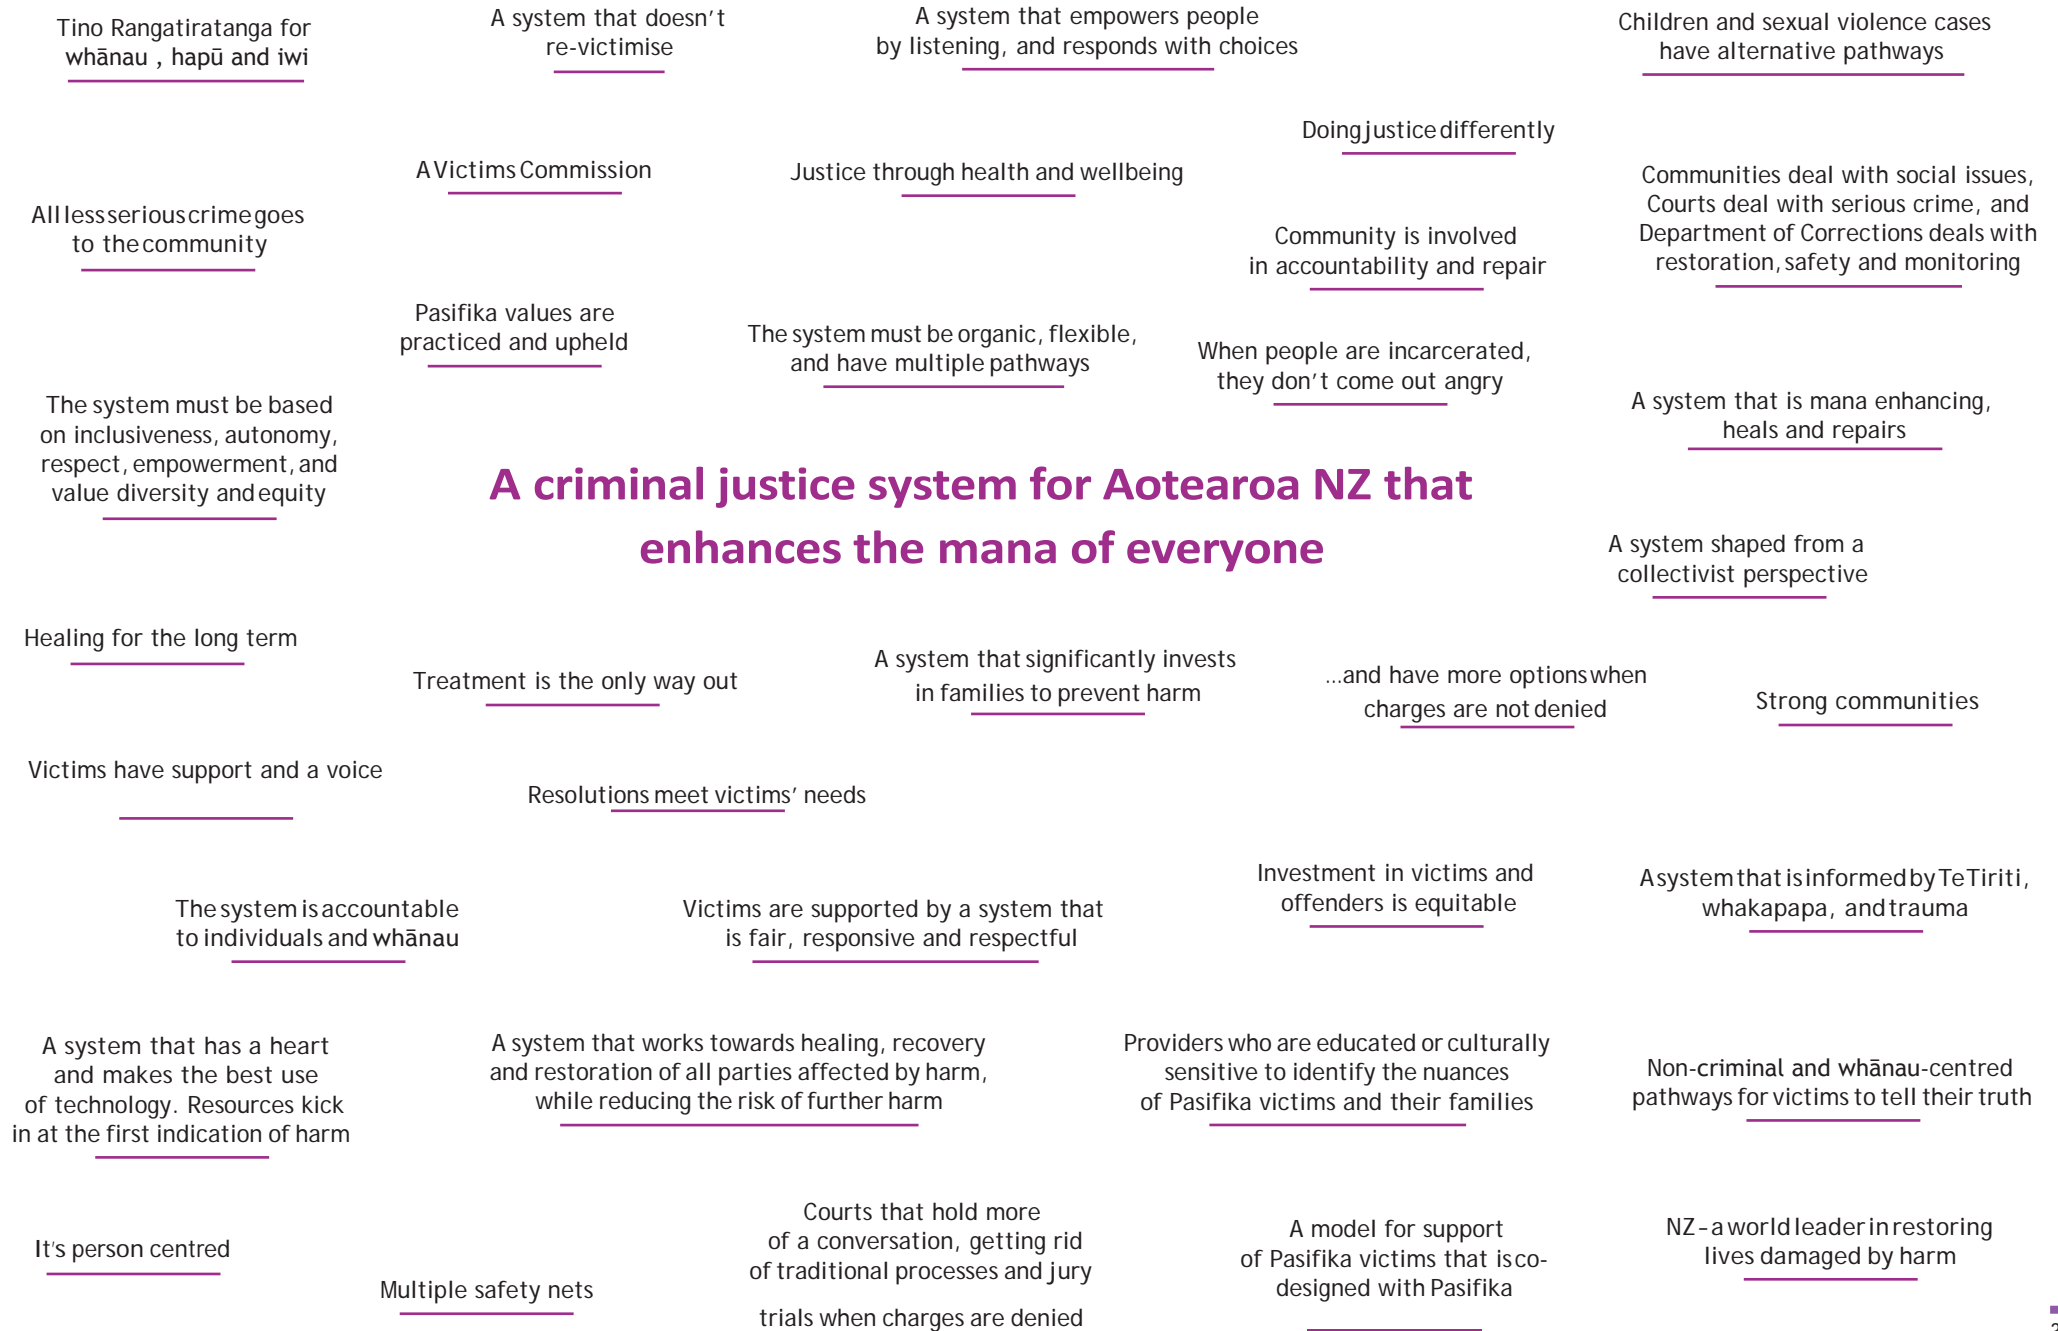 Tino Rangatiratanga for
whānau , hapū and iwi
A system that doesn't
re-victimise
A system that empowers people
by listening, and responds with choices
Children and sexual violence cases
have alternative pathways
Doing justice differently
A Victims Commission
Justice through health and wellbeing
Communities deal with social issues,
Courts deal with serious crime, and
Department of Corrections deals with
restoration, safety and monitoring
All less serious crime goes
to the community
Community is involved
in accountability and repair
Pasifika values are
practiced and upheld
The system must be organic, flexible,
and have multiple pathways
When people are incarcerated,
they don't come out angry
The system must be based
on inclusiveness, autonomy,
respect, empowerment, and
value diversity and equity
A system that is mana enhancing,
heals and repairs
A criminal justice system for Aotearoa NZ that
enhances the mana of everyone
A system shaped from a
collectivist perspective
Healing for the long term
Treatment is the only way out
A system that significantly invests
in families to prevent harm
...and have more options when
charges are not denied
Strong communities
Victims have support and a voice
Resolutions meet victims' needs
The system is accountable
to individuals and whānau
Victims are supported by a system that
is fair, responsive and respectful
Investment in victims and
offenders is equitable
A system that is informed by Te Tiriti,
whakapapa, and trauma
A system that has a heart
and makes the best use
of technology. Resources kick
in at the first indication of harm
A system that works towards healing, recovery
and restoration of all parties affected by harm,
while reducing the risk of further harm
Providers who are educated or culturally
sensitive to identify the nuances
of Pasifika victims and their families
Non-criminal and whānau-centred
pathways for victims to tell their truth
It's person centred
Multiple safety nets
Courts that hold more
of a conversation, getting rid
of traditional processes and jury
trials when charges are denied
A model for support
of Pasifika victims that is co-
designed with Pasifika
NZ – a world leader in restoring
lives damaged by harm